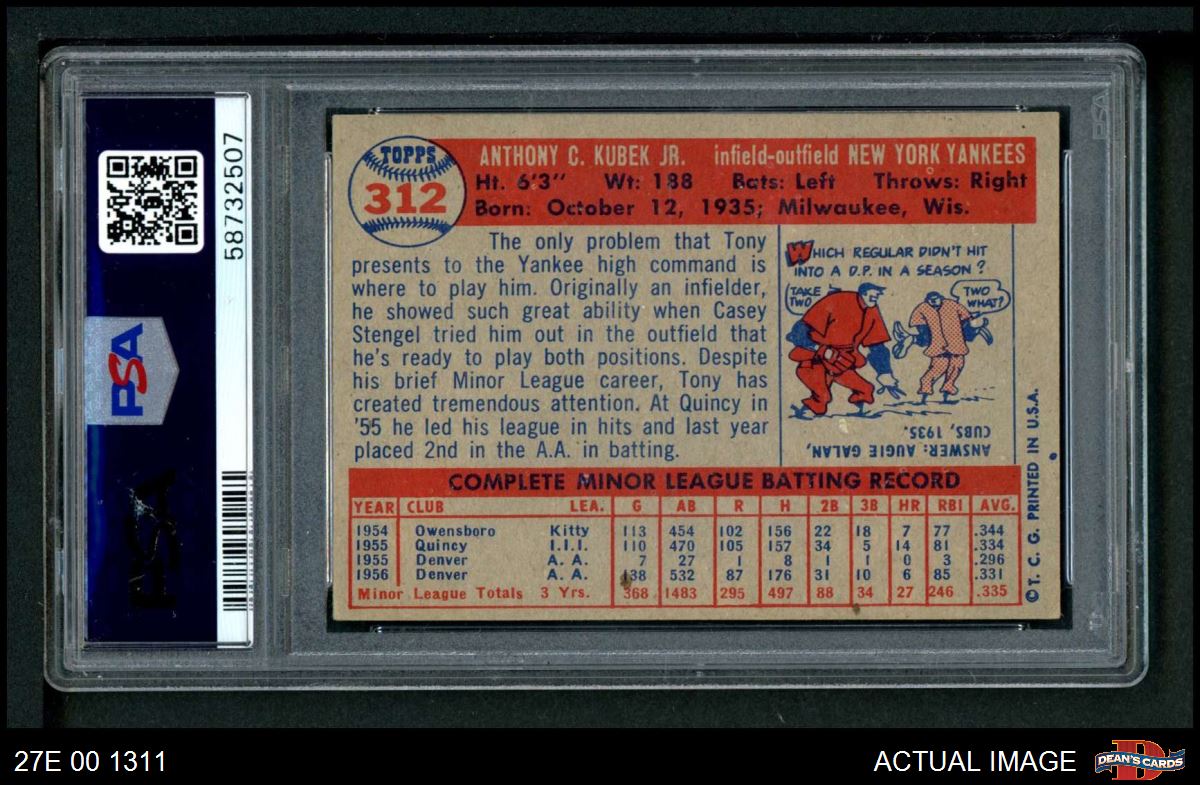 58732507
PSA
PSA
TOPPS
312
ANTHONY C. KUBEK JR. infield-outfield NEW YORK YANKEES
Ht. 6'3" Wt: 188 Bats: Left Throws: Right
Born: October 12, 1935; Milwaukee, Wis.
The only problem that Tony
presents to the Yankee high command is
where to play him. Originally an infielder,
he showed such great ability when Casey
Stengel tried him out in the outfield that
he's ready to play both positions. Despite
his brief Minor League career, Tony has
created tremendous attention. At Quincy in
'55 he led his league in hits and last year
placed 2nd in the A.A. in batting.
WHICH REGULAR DIDN'T HIT
INTO A D.P. IN A SEASON?
TAKE
TWO
TWO
WHAT?
ANSWER: AUGIE GALAN,
CUBS, 1935.
COMPLETE MINOR LEAGUE BATTING RECORD
YEAR CLUB LEA. G AB R H 2B 3B HR RBI AVG.
1954 Owensboro Kitty 113 454 102 156 22 18 7 77 .344
1955 Quincy I.I.I. 110 470 105 157 34 5 14 81 .334
1955 Denver A. A. 7 27 1 8 1 1 0 3 .296
1956 Denver A. A. 138 532 87 176 31 10 6 85 .331
Minor League Totals 3 Yrs. 368 1483 295 497 88 34 27 246 .335
©T. C. G. PRINTED IN U.S.A.
27E 00 1311
ACTUAL IMAGE
D
DEAN'S CARDS